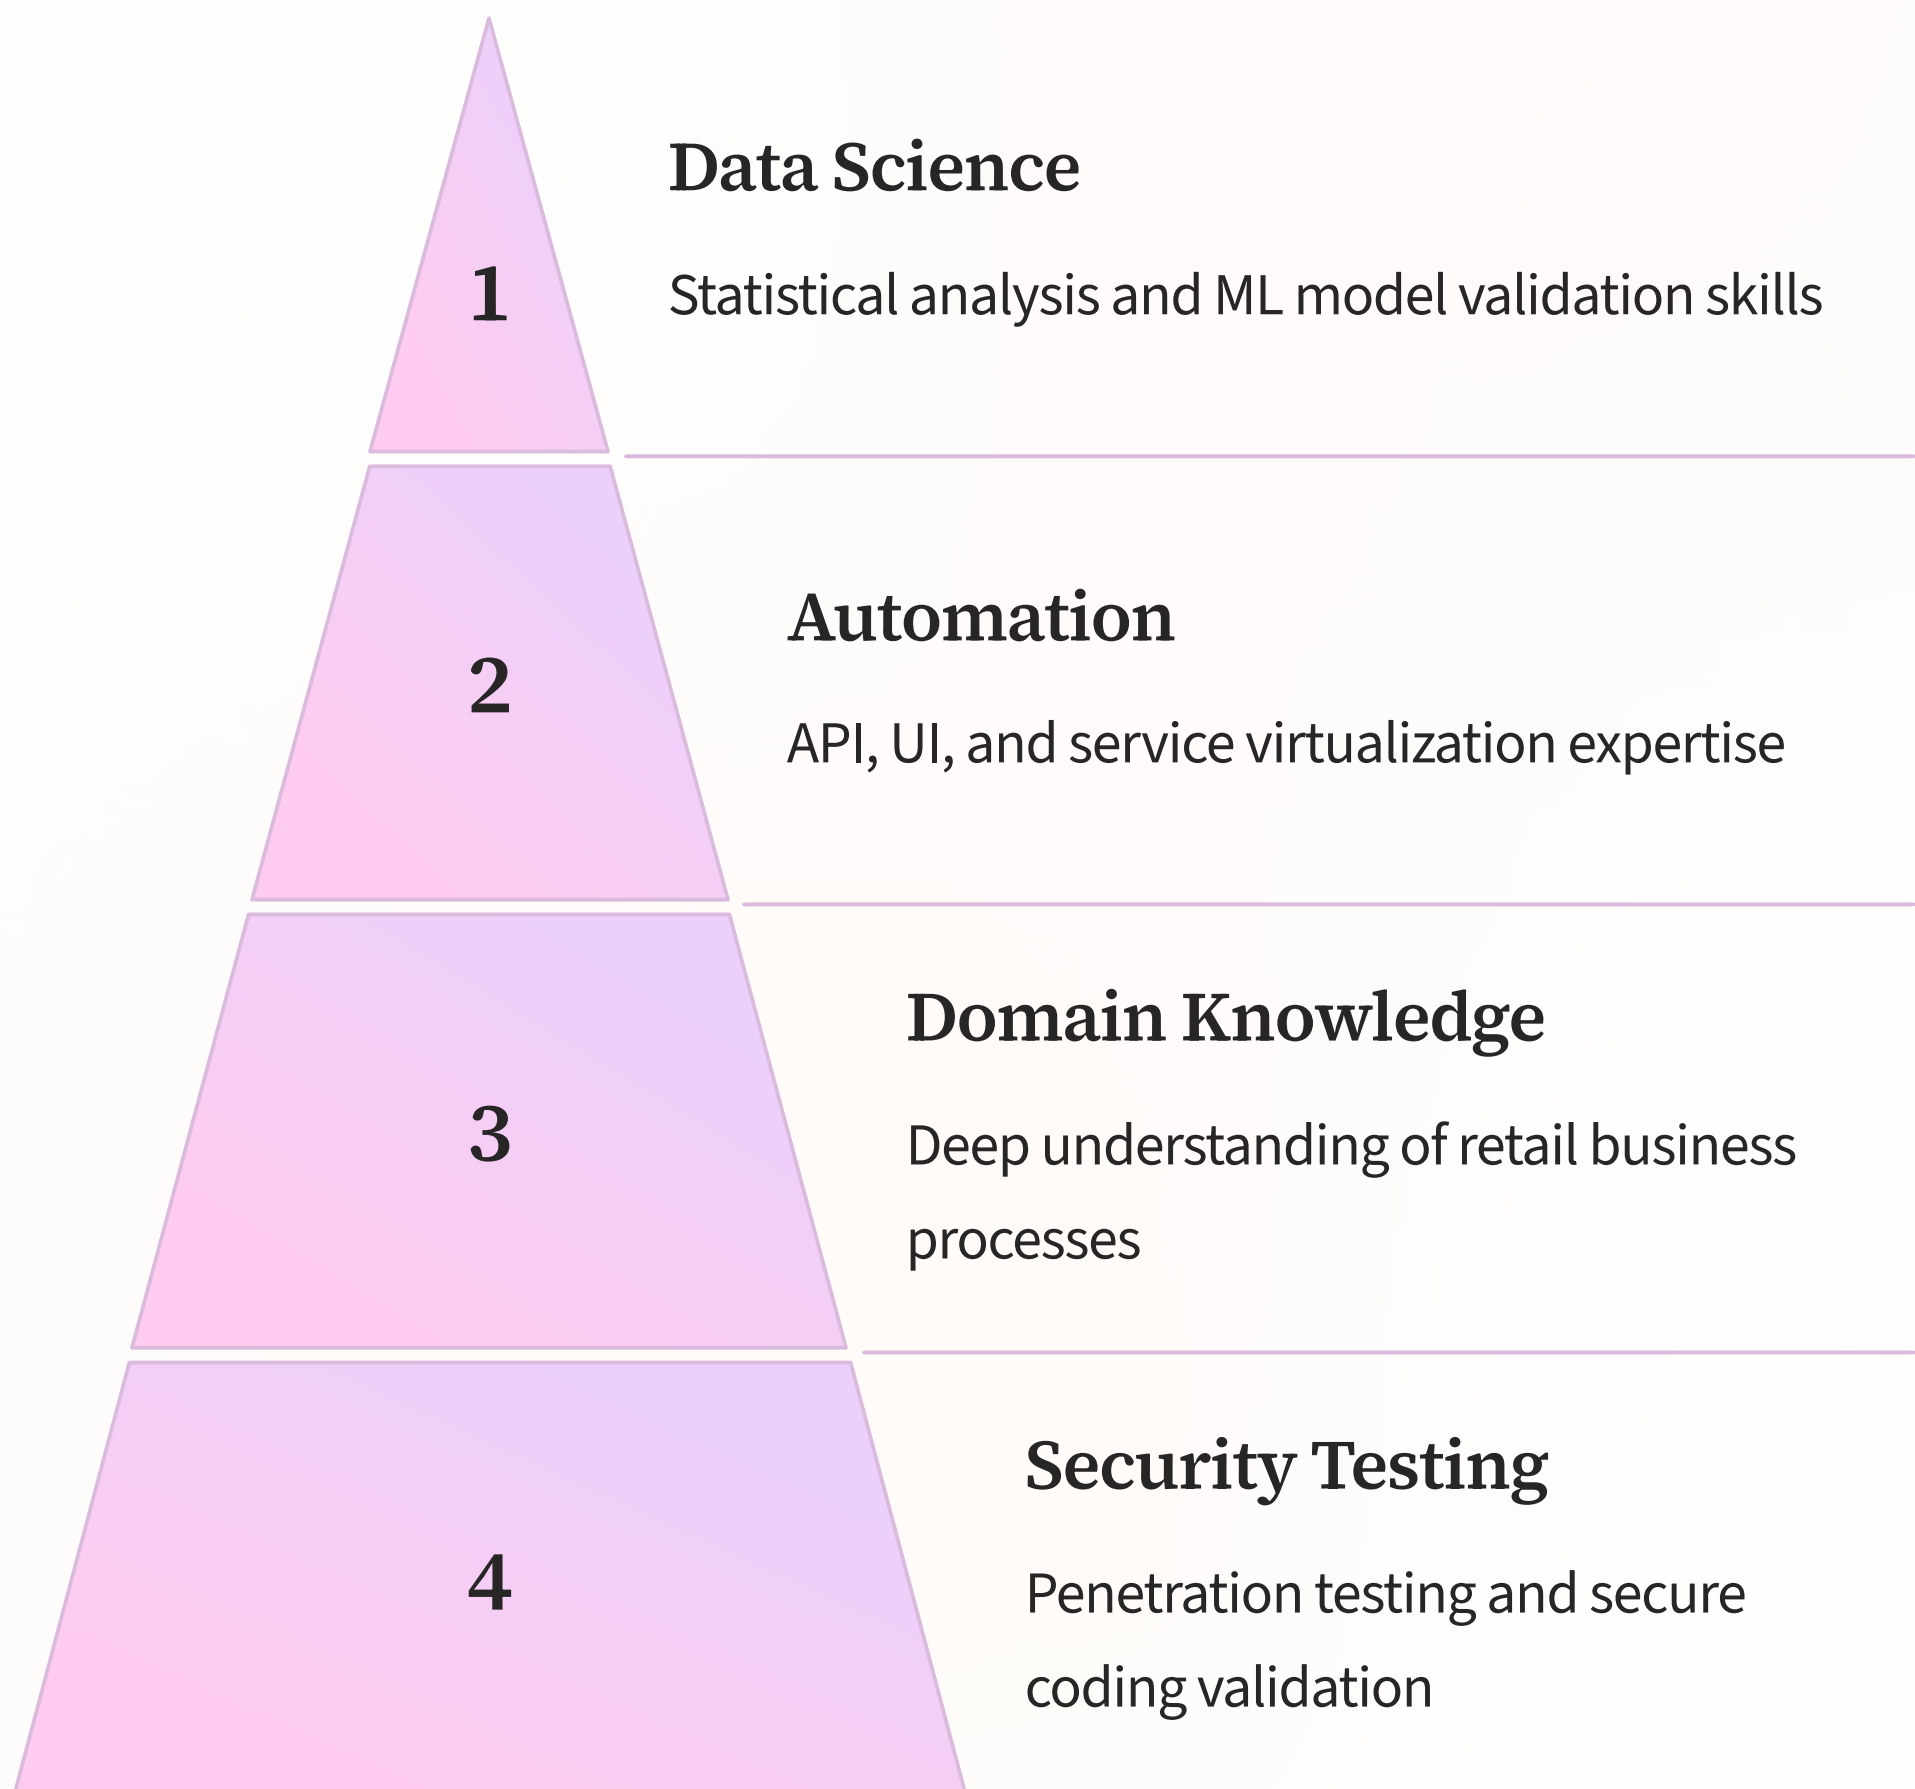 Data Science
1
Statistical analysis and ML model validation skills
Automation
2
API, UI, and service virtualization expertise
Domain Knowledge
3
Deep understanding of retail business
processes
Security Testing
4
Penetration testing and secure
coding validation